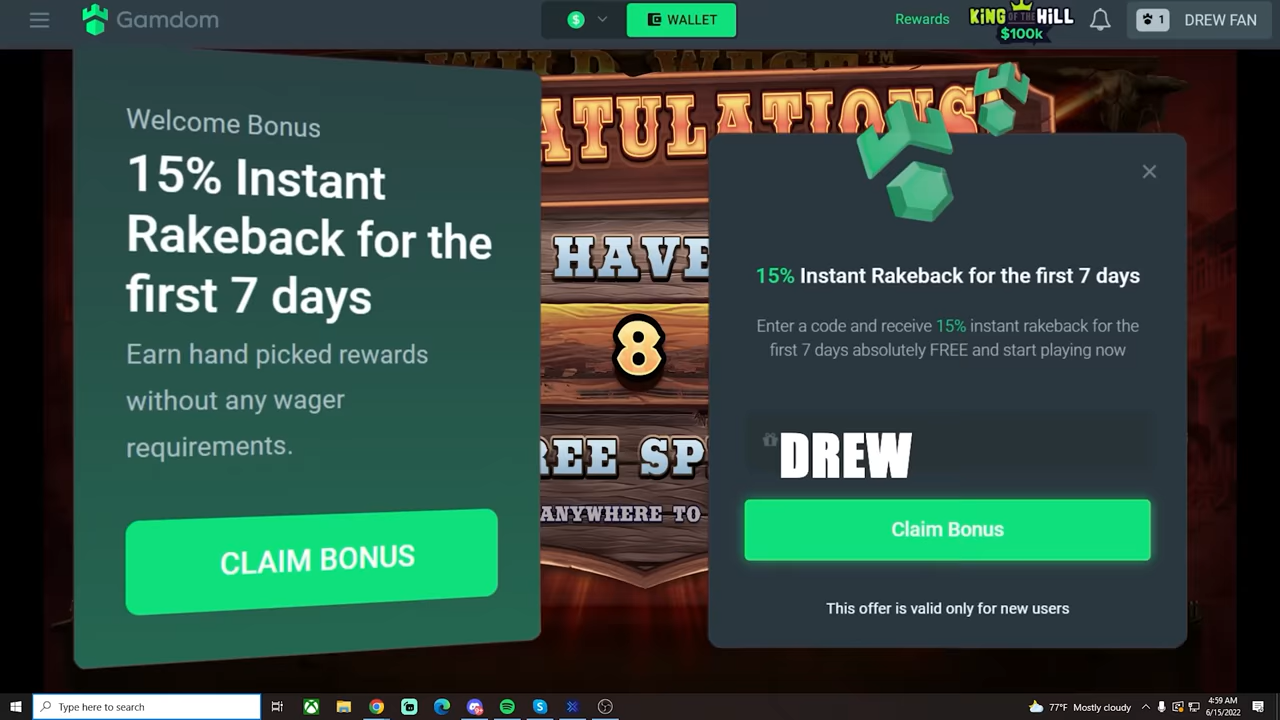 Gamdom
WALLET
Rewards
KING OF THE HILL
$100k
1
DREW FAN
WILD WEST™
ATULATIONS
HAVE
8
REE SP
ANYWHERE TO
Welcome Bonus
15% Instant
Rakeback for the
first 7 days
Earn hand picked rewards
without any wager
requirements.
CLAIM BONUS
15% Instant Rakeback for the first 7 days
Enter a code and receive 15% instant rakeback for the
first 7 days absolutely FREE and start playing now
DREW
Claim Bonus
This offer is valid only for new users
Type here to search
77°F Mostly cloudy
4:59 AM
6/15/2022